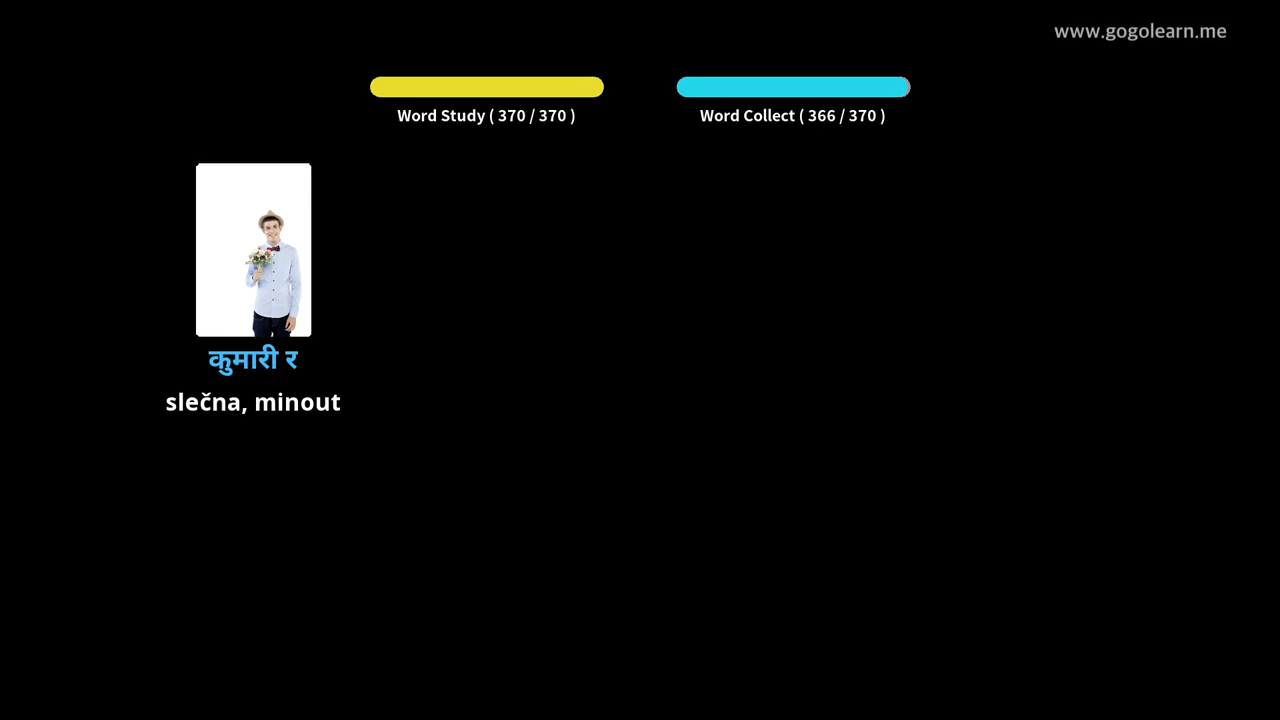 www.gogolearn.me
Word Study ( 370 / 370 )
Word Collect ( 366 / 370 )
कुमारी र
slečna, minout